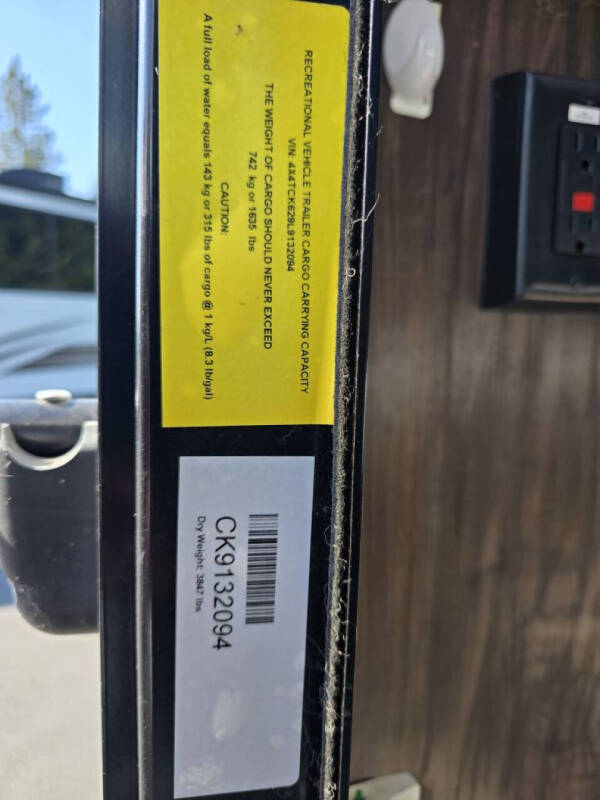 RECREATIONAL VEHICLE TRAILER CARGO CARRYING CAPACITY
VIN: 4X4TCK629L9132094
THE WEIGHT OF CARGO SHOULD NEVER EXCEED
742 kg or 1635 lbs
CAUTION:
A full load of water equals 143 kg or 315 lbs of cargo @ 1 kg/L (8.3 lb/gal)
CK9132094
Dry Weight: 3847 lbs